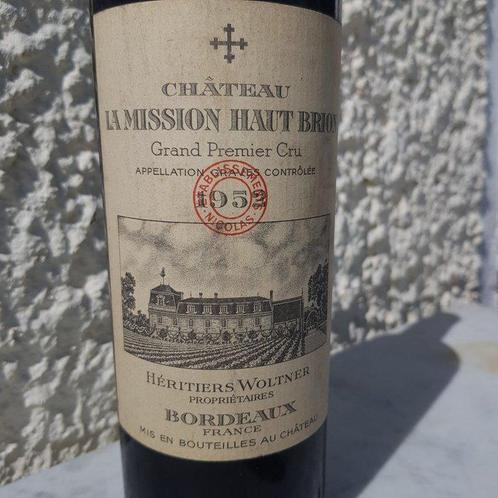 CHÂTEAU
LA MISSION HAUT BRION
Grand Premier Cru
APPELLATION GRAVES CONTRÔLÉE
ETABLISSEMENTS
NICOLAS
HÉRITIERS WOLTNER
PROPRIÉTAIRES
BORDEAUX
FRANCE
MIS EN BOUTEILLES AU CHÂTEAU